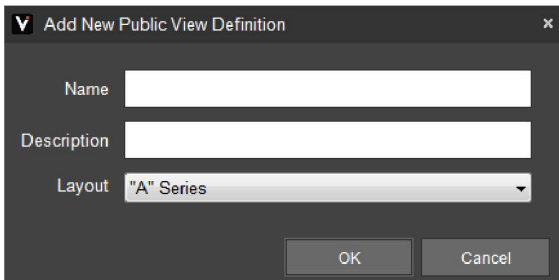 Add New Public View Definition
Name
Description
Layout "A" Series
OK Cancel